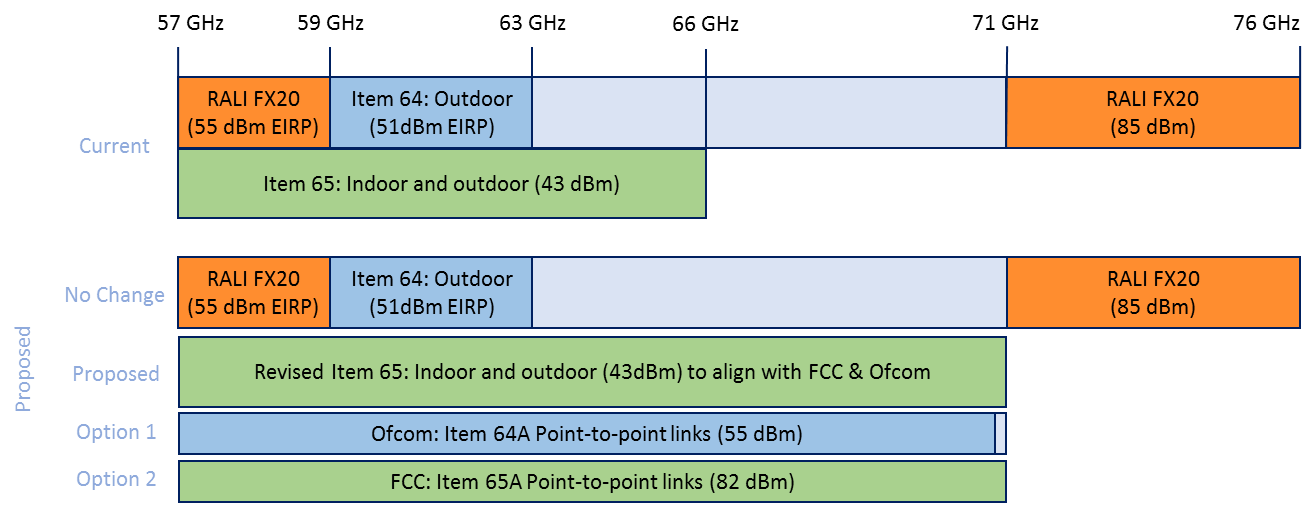 57 GHz 59 GHz 63 GHz 66 GHz 71 GHz 76 GHz
Current
RALI FX20
(55 dBm EIRP)
Item 64: Outdoor
(51dBm EIRP)
RALI FX20
(85 dBm)
Item 65: Indoor and outdoor (43 dBm)
Proposed
No Change
RALI FX20
(55 dBm EIRP)
Item 64: Outdoor
(51dBm EIRP)
RALI FX20
(85 dBm)
Proposed
Revised Item 65: Indoor and outdoor (43dBm) to align with FCC & Ofcom
Option 1
Ofcom: Item 64A Point-to-point links (55 dBm)
Option 2
FCC: Item 65A Point-to-point links (82 dBm)